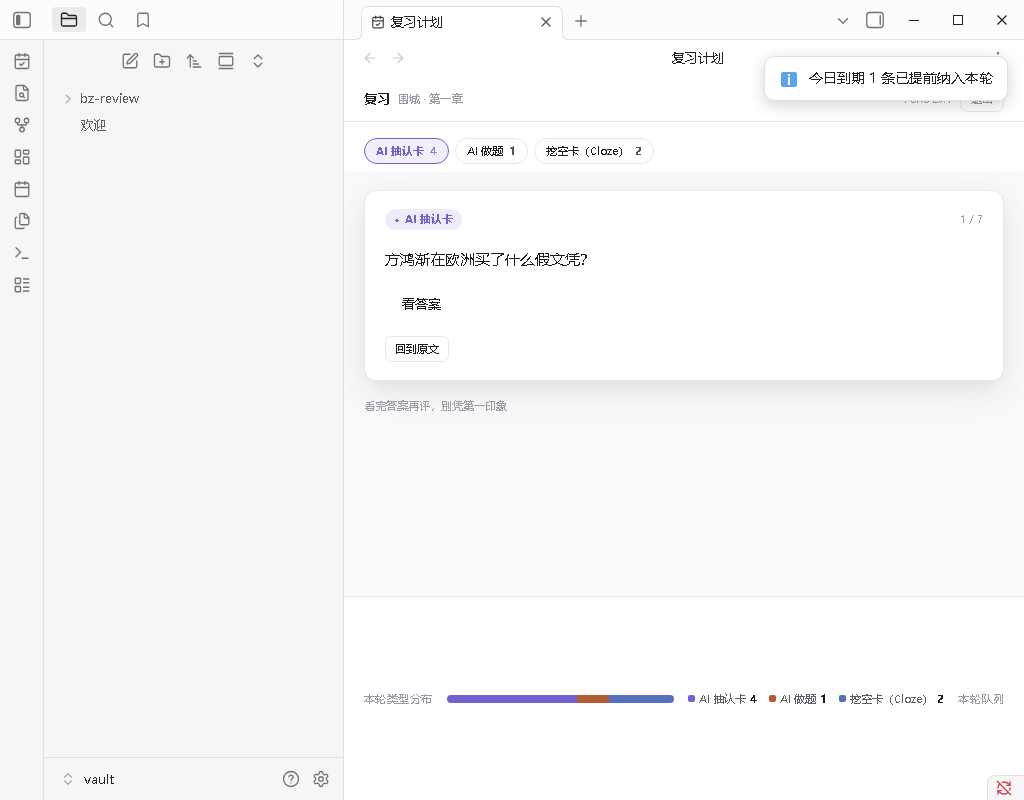 复习计划
复习计划
今日到期 1 条已提前纳入本轮
bz-review
欢迎
复习 围城 · 第一章
AI 抽认卡 4 AI 做题 1 挖空卡（Cloze） 2
• AI 抽认卡 1 / 7
方鸿渐在欧洲买了什么假文凭?
看答案
回到原文
看完答案再评，别凭第一印象
本轮类型分布 AI 抽认卡 4 AI 做题 1 挖空卡（Cloze） 2 本轮队列
vault